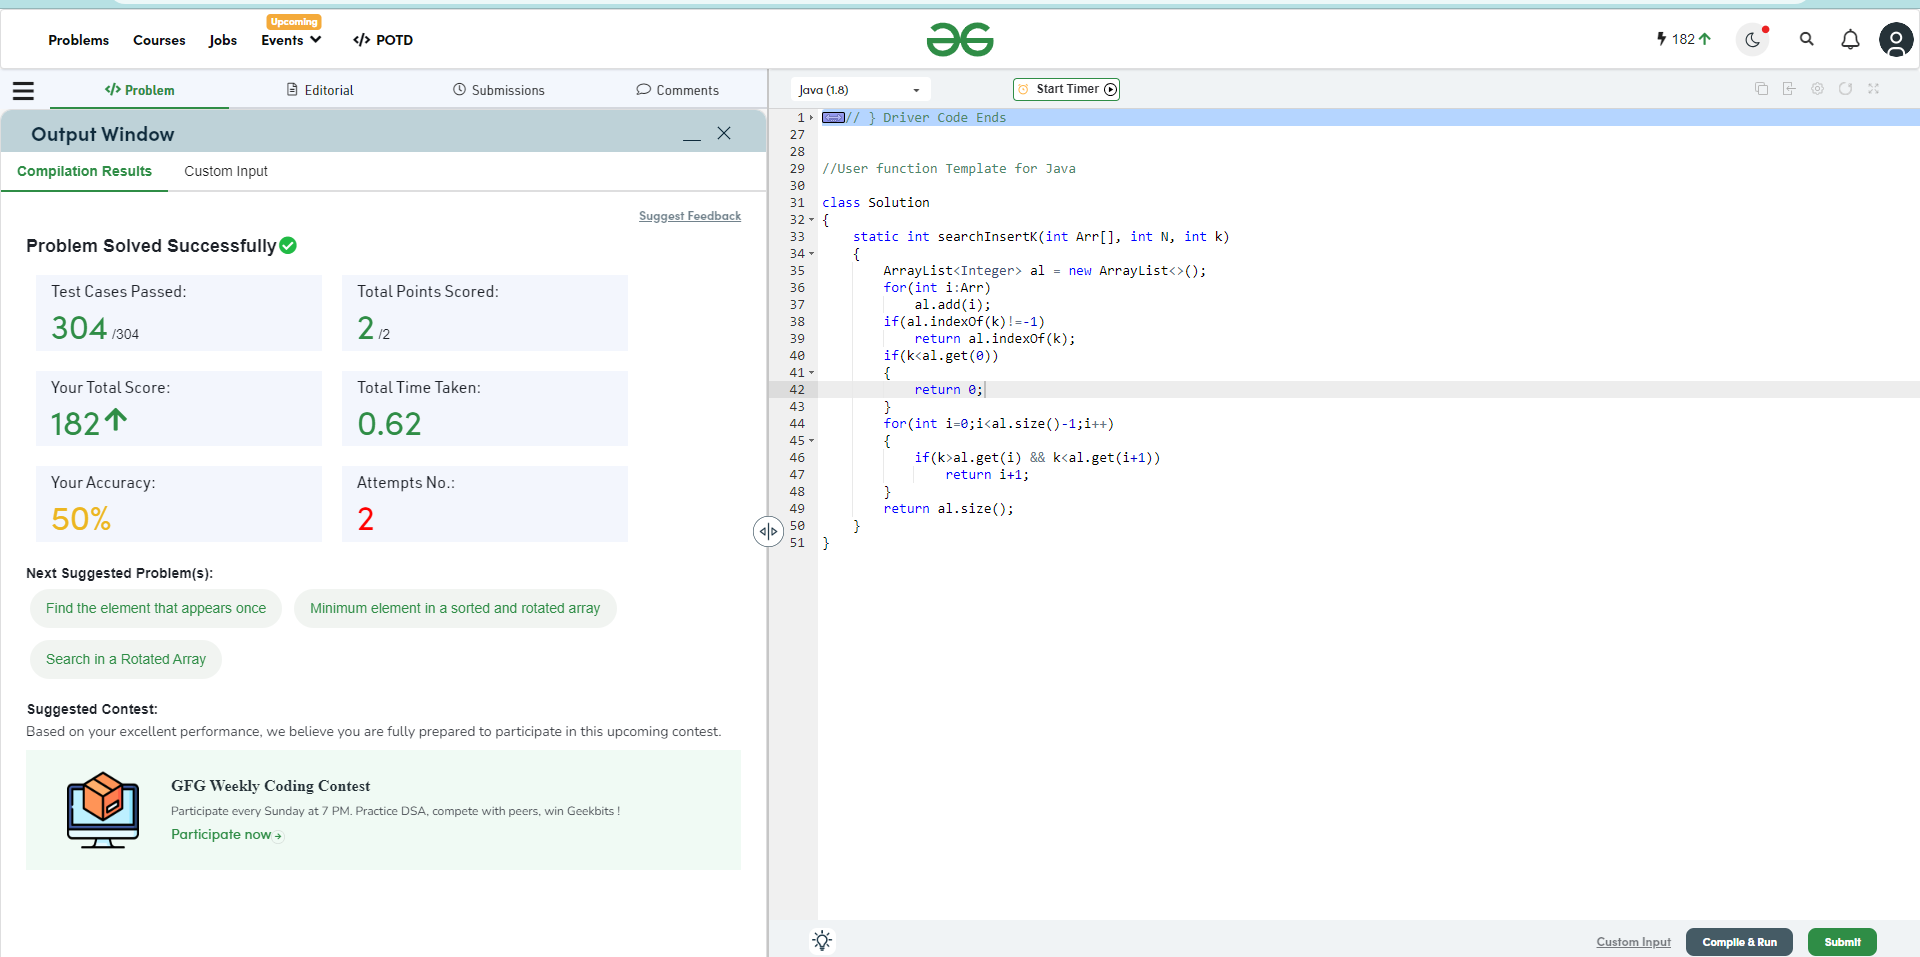 Problems
Courses
Jobs
Upcoming
Events
</> POTD
182
</> Problem
Editorial
Submissions
Comments
Output Window
Compilation Results
Custom Input
Suggest Feedback
Problem Solved Successfully
Test Cases Passed:
304 /304
Total Points Scored:
2 /2
Your Total Score:
182
Total Time Taken:
0.62
Your Accuracy:
50%
Attempts No.:
2
Next Suggested Problem(s):
Find the element that appears once
Minimum element in a sorted and rotated array
Search in a Rotated Array
Suggested Contest:
Based on your excellent performance, we believe you are fully prepared to participate in this upcoming contest.
GFG Weekly Coding Contest
Participate every Sunday at 7 PM. Practice DSA, compete with peers, win Geekbits !
Participate now
Java (1.8)
Start Timer
1 // } Driver Code Ends
27
28
29 //User function Template for Java
30
31 class Solution
32 {
33 static int searchInsertK(int Arr[], int N, int k)
34 {
35 ArrayList<Integer> al = new ArrayList<>();
36 for(int i:Arr)
37 al.add(i);
38 if(al.indexOf(k)!=-1)
39 return al.indexOf(k);
40 if(k<al.get(0))
41 {
42 return 0;
43 }
44 for(int i=0;i<al.size()-1;i++)
45 {
46 if(k>al.get(i) && k<al.get(i+1))
47 return i+1;
48 }
49 return al.size();
50 }
51 }
Custom Input
Compile & Run
Submit